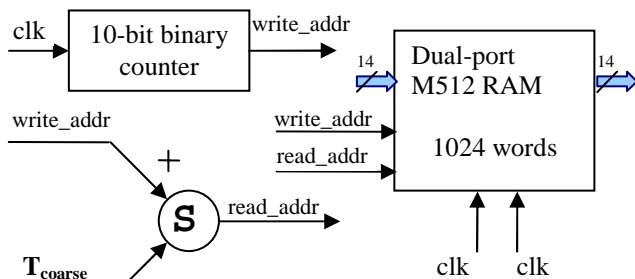 clk
10-bit binary
counter
write_addr
14
Dual-port
M512 RAM
14
write_addr
+
write_addr
read_addr
1024 words
S
read_addr
T_coarse
clk
clk